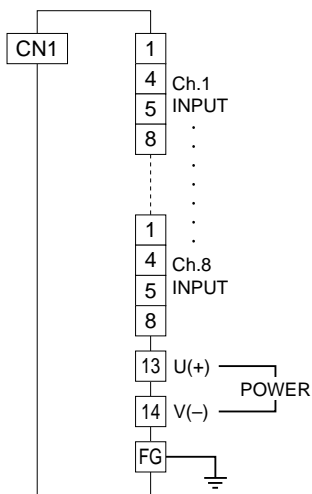 CN1
1
4
5
8
Ch.1
INPUT
1
4
5
8
Ch.8
INPUT
13 U(+)
POWER
14 V(–)
FG